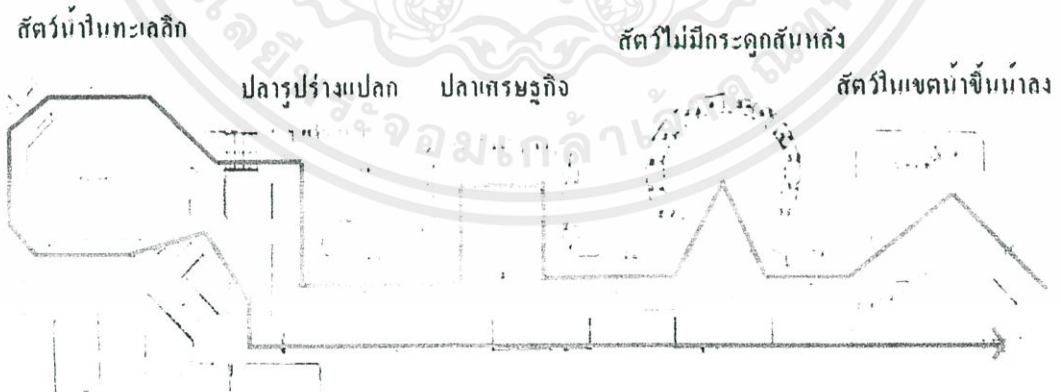 สัตว์น้ำในทะเลลึก
สัตว์ไม่มีกระดูกสันหลัง
ปลารูปร่างแปลก
ปลาเศรษฐกิจ
สัตว์ในเขตน้ำขึ้นน้ำลง